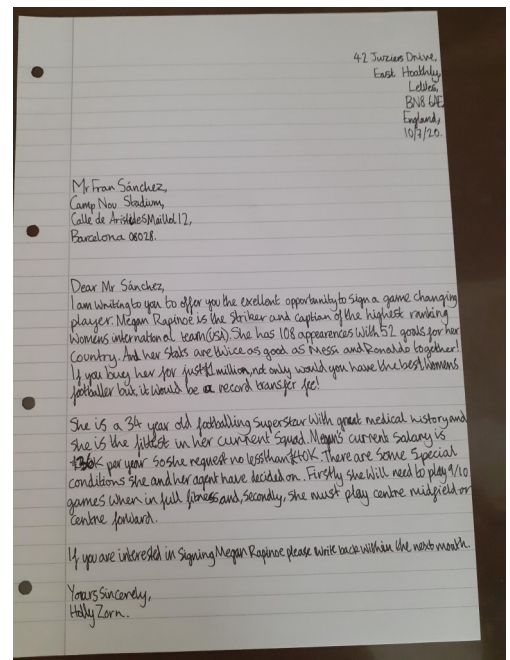 42 Juziers Drive,
East Hoathly,
Lewes,
BN8 6AE
England,
10/7/20.
Mr Fran Sánchez,
Camp Nou Stadium,
Calle de Aristides Maillol 12,
Barcelona 08028.
Dear Mr Sánchez,
I am writing to you to offer you the exellent opportunity to sign a game changing
player. Megan Rapinoe is the striker and caption of the highest ranking
womens international team (USA). She has 108 appearences with 52 goals for her
country. And her stats are twice as good as Messi and Ronaldo together!
If you buy her for just £1 million, not only would you have the best womens
footballer but, it would be a record transfer fee!
She is a 34 year old footballing superstar with great medical history and
she is the fittest in her current squad. Megan's current salary is
£36K per year so she request no less than £40K. There are some special
conditions she and her agent have decided on. Firstly she will need to play 9/10
games when in full fitness and, secondly, she must play centre midfield or
centre forward.
If you are interested in signing Megan Rapinoe please write back within the next month.
Yours Sincerely,
Holly Zorn.